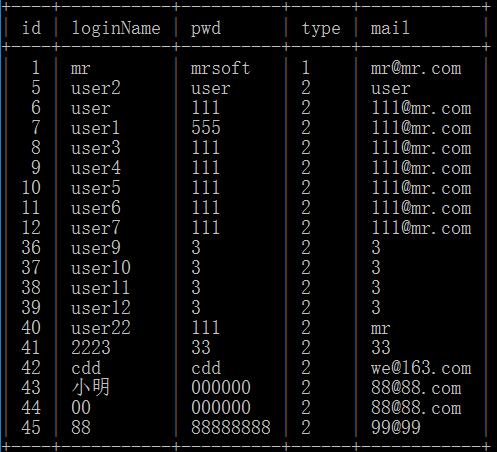 id loginName pwd type mail
1 mr mrsoft 1 mr@mr.com
5 user2 user 2 user
6 user 111 2 111@mr.com
7 user1 555 2 111@mr.com
8 user3 111 2 111@mr.com
9 user4 111 2 111@mr.com
10 user5 111 2 111@mr.com
11 user6 111 2 111@mr.com
12 user7 111 2 111@mr.com
36 user9 3 2 3
37 user10 3 2 3
38 user11 3 2 3
39 user12 3 2 3
40 user22 111 2 mr
41 2223 33 2 33
42 cdd cdd 2 we@163.com
43 小明 000000 2 88@88.com
44 00 000000 2 88@88.com
45 88 88888888 2 99@99